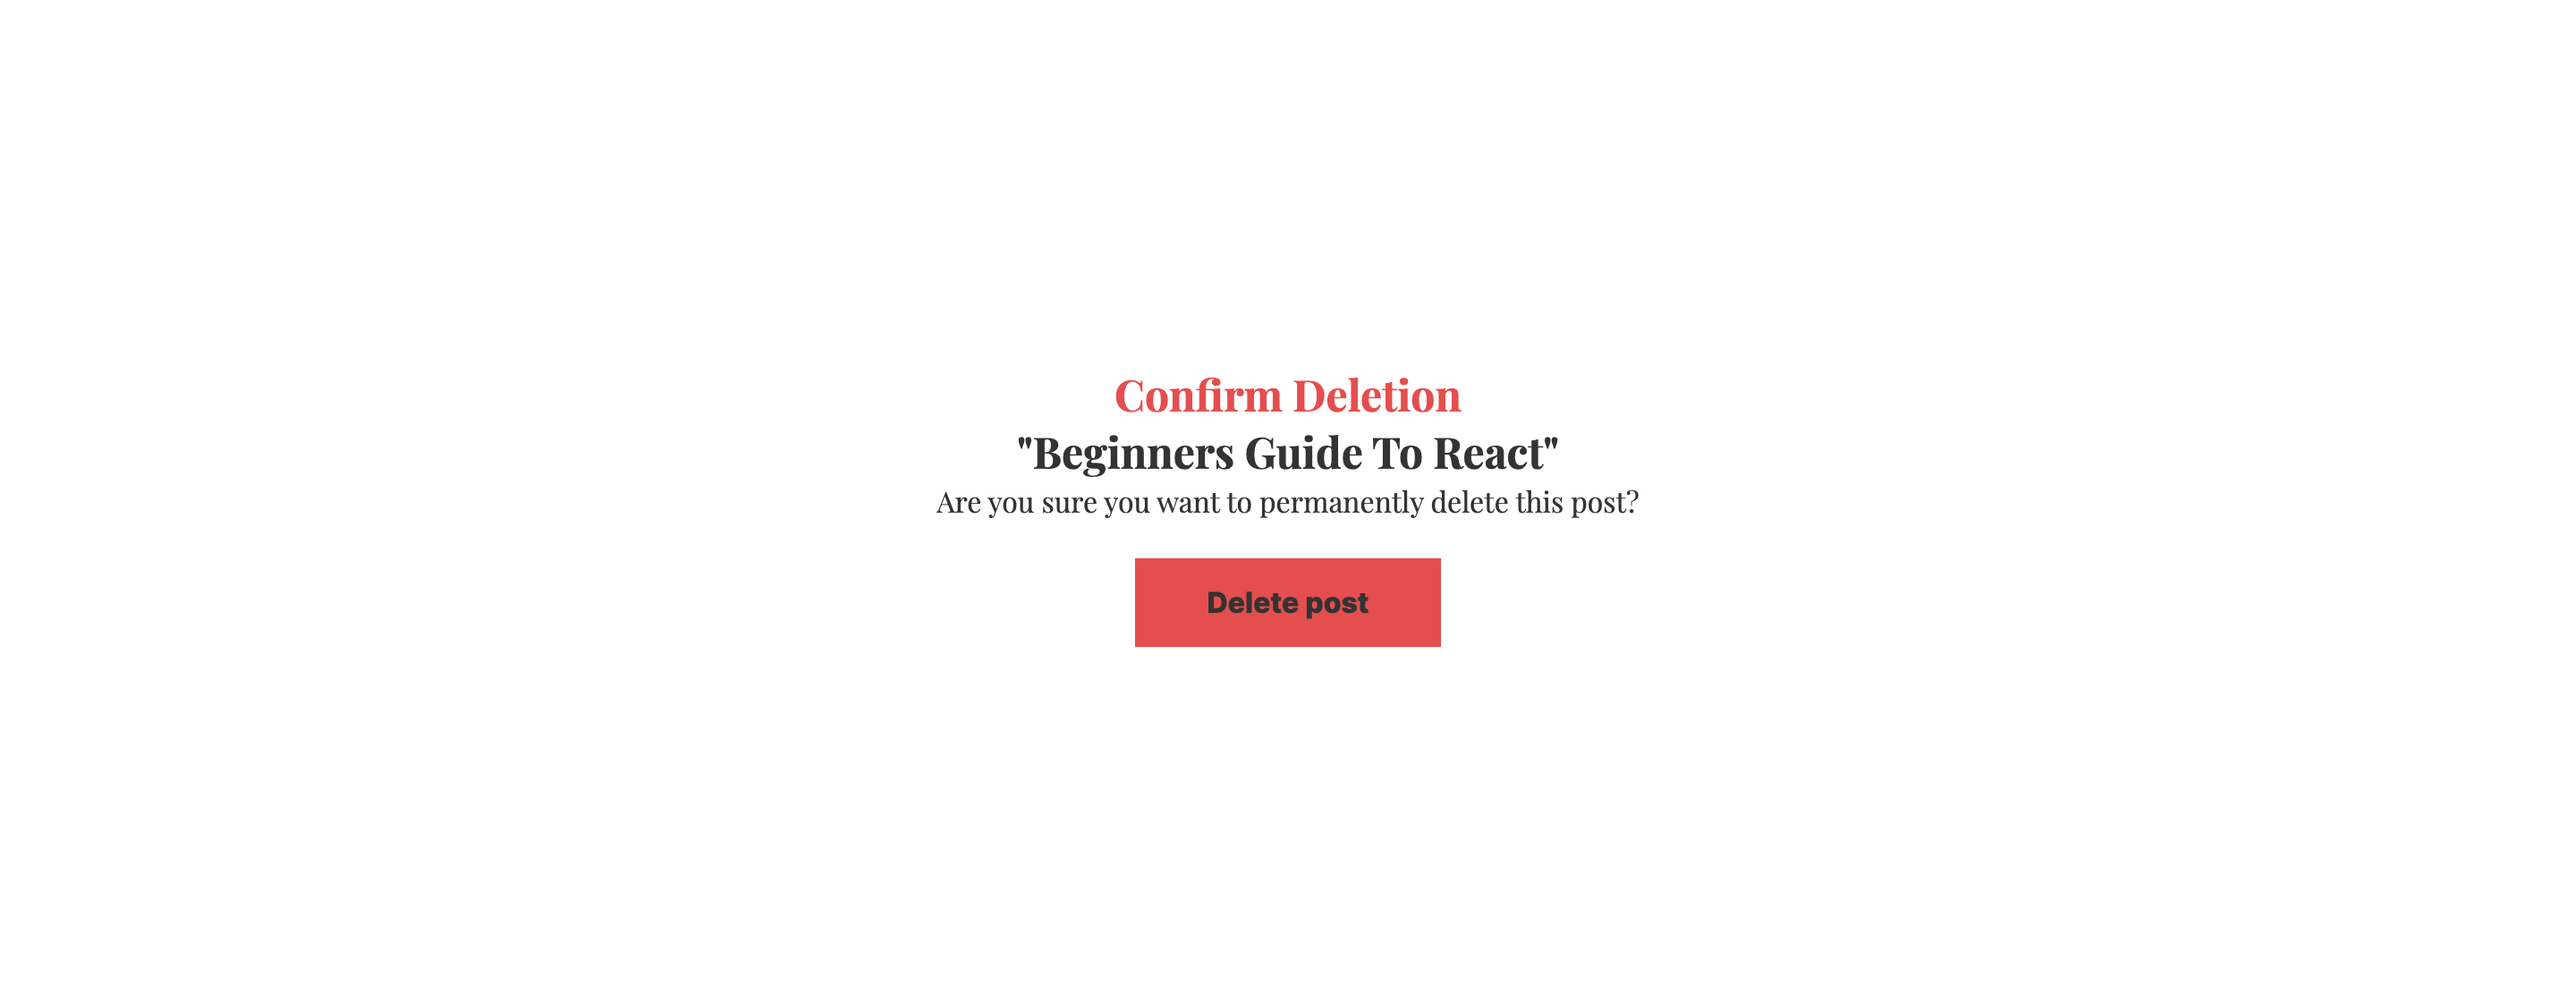 Confirm Deletion
"Beginners Guide To React"
Are you sure you want to permanently delete this post?
Delete post